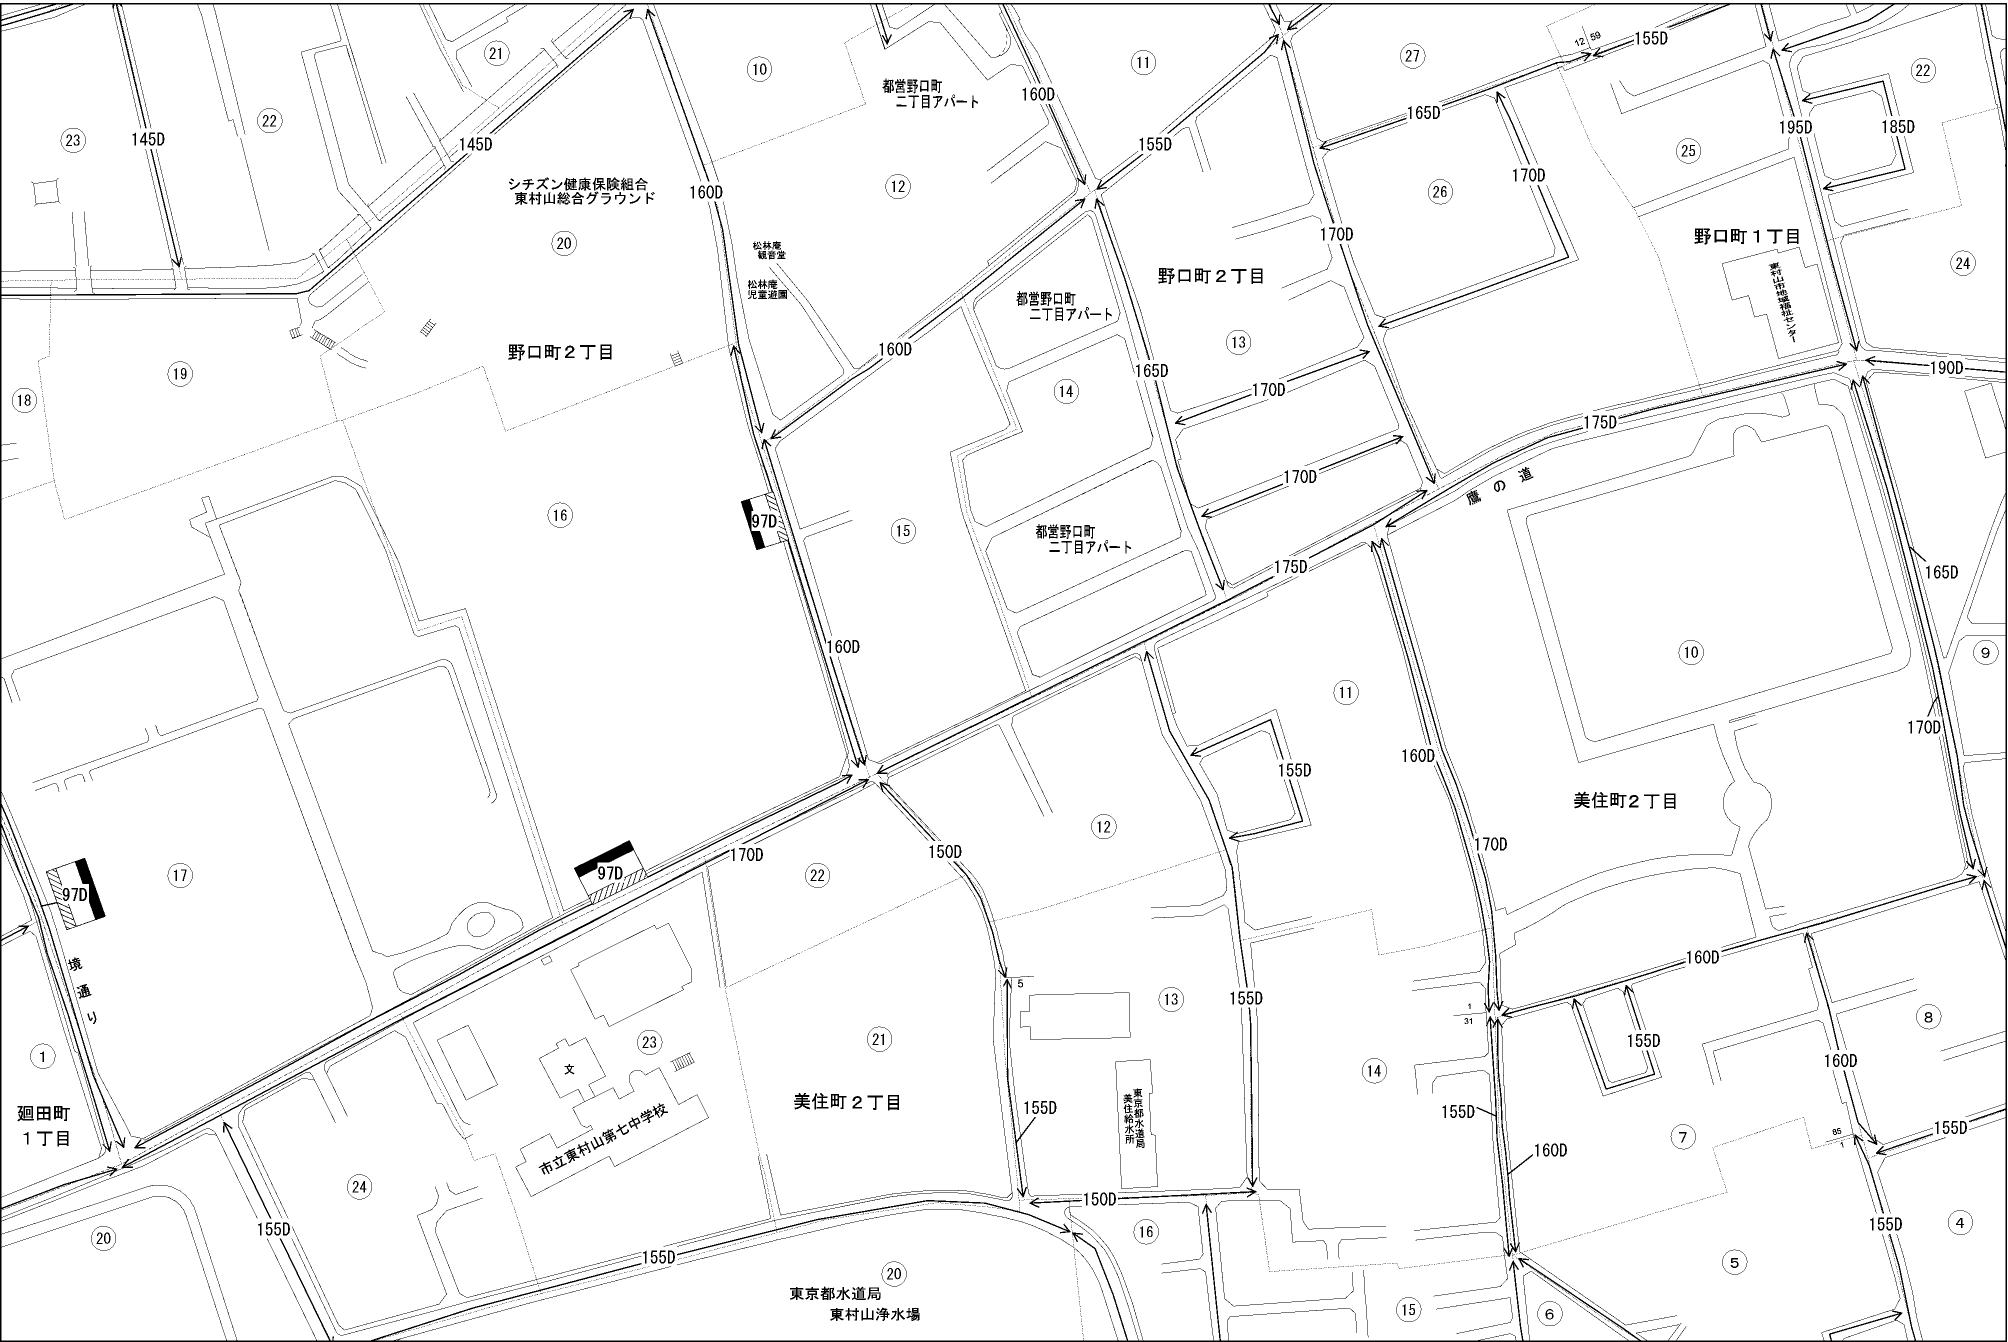 12
59
155D
21
10
都営野口町
二丁目アパート
11
27
22
23
145D
22
145D
160D
155D
165D
195D
185D
25
シチズン健康保険組合
東村山総合グラウンド
160D
12
170D
26
20
松林庵
観音堂
松林庵
児童遊園
野口町２丁目
170D
野口町１丁目
24
東村山市地域福祉センター
都営野口町
二丁目アパート
13
野口町２丁目
160D
165D
19
18
14
170D
190D
175D
170D
鷹の道
16
97D
15
都営野口町
二丁目アパート
175D
165D
160D
10
9
11
160D
155D
170D
美住町２丁目
12
170D
150D
170D
22
17
97D
97D
境通り
160D
5
13
155D
1
31
8
1
23
文
21
14
155D
160D
廻田町
１丁目
美住町２丁目
市立東村山第七中学校
155D
東京都水道局
美住給水所
155D
160D
7
85
1
155D
24
150D
155D
20
155D
16
155D
4
20
東京都水道局
東村山浄水場
15
6
5